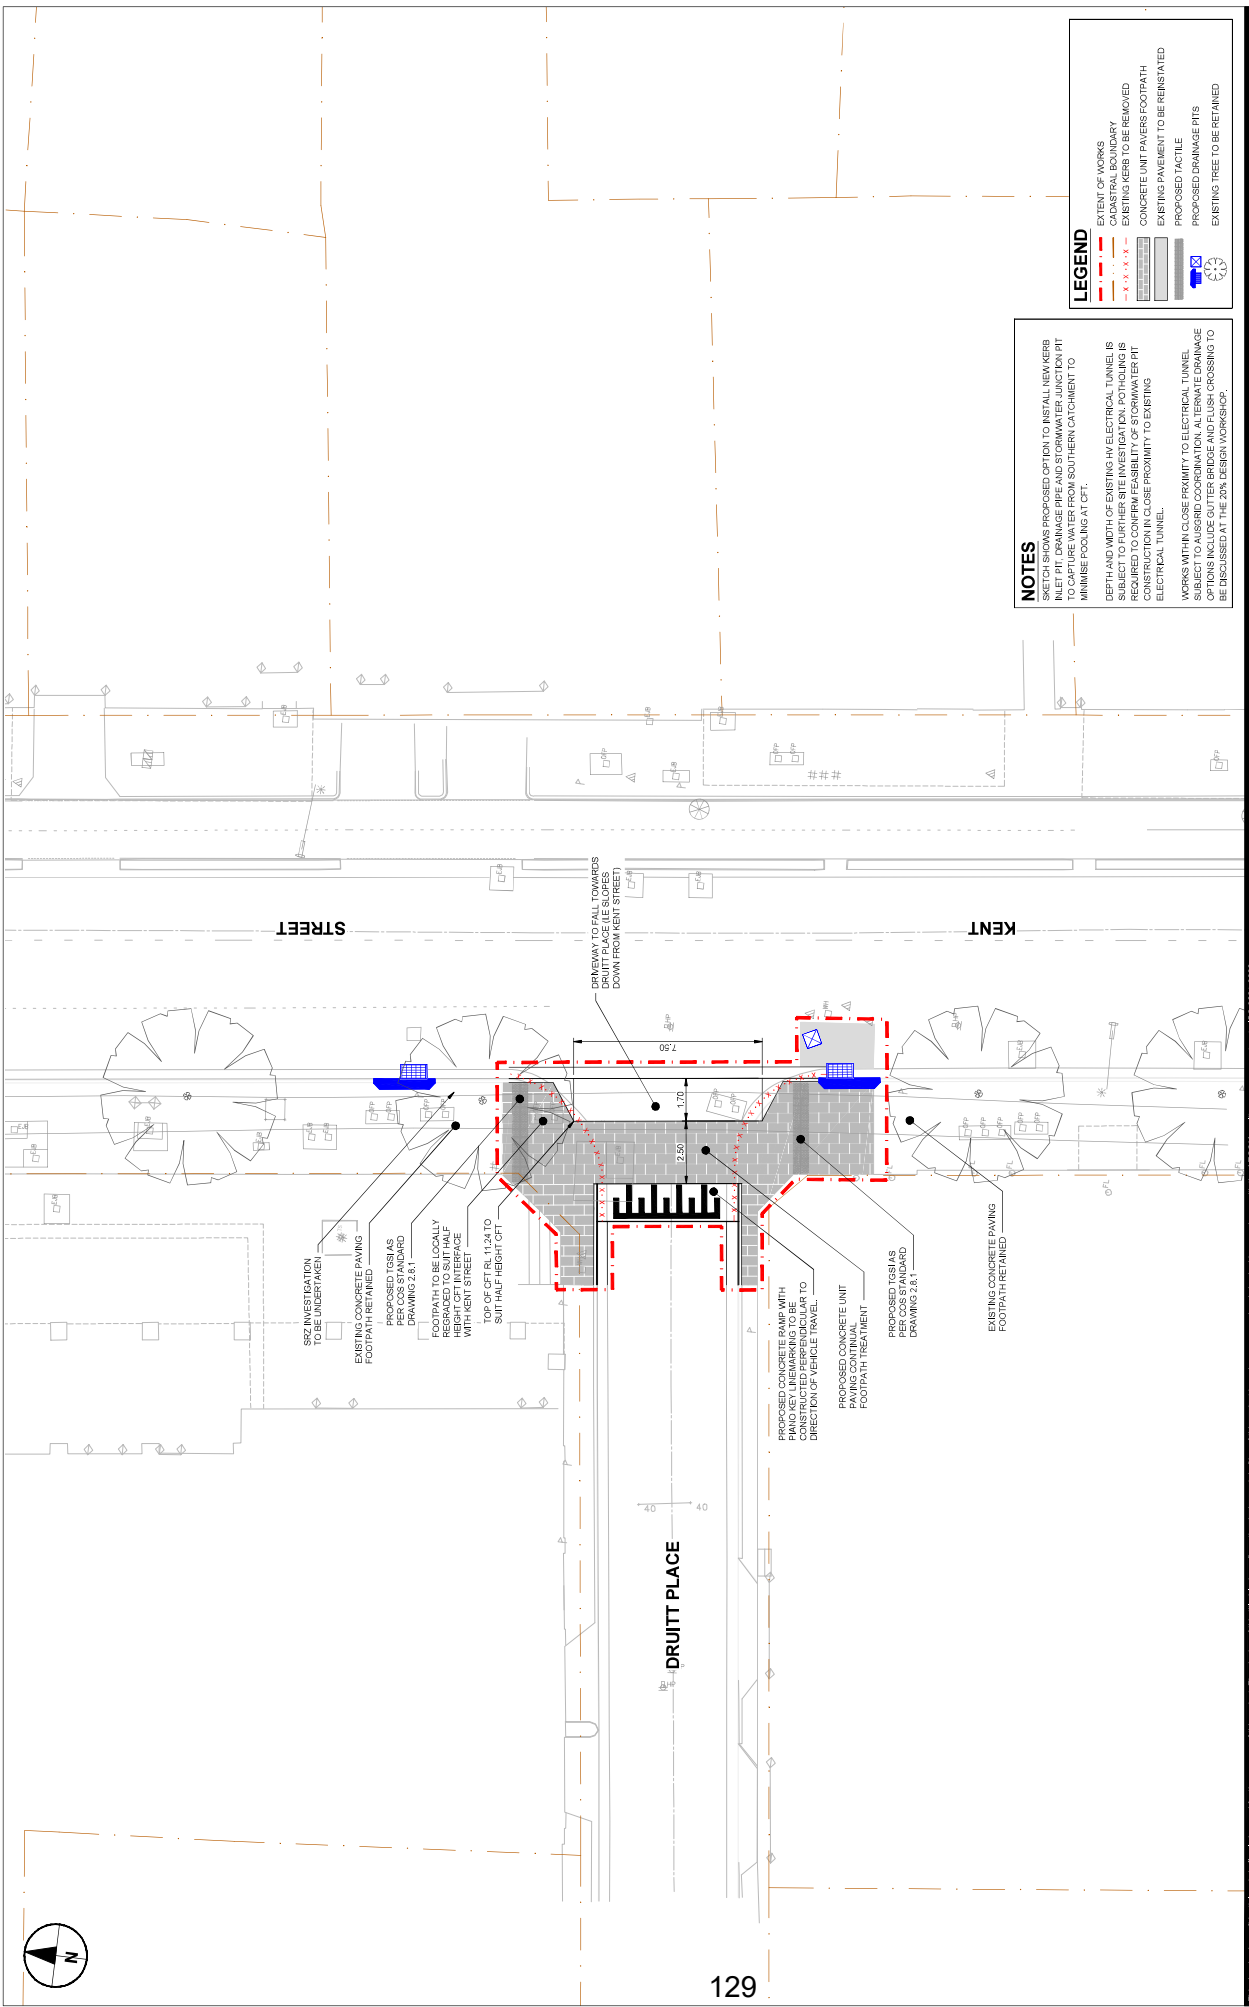 LEGEND
EXTENT OF WORKS
CADASTRAL BOUNDARY
EXISTING KERB TO BE REMOVED
CONCRETE UNIT PAVERS FOOTPATH
EXISTING PAVEMENT TO BE REINSTATED
PROPOSED TACTILE
PROPOSED DRAINAGE PITS
EXISTING TREE TO BE RETAINED
NOTES
SKETCH SHOWS PROPOSED OPTION TO INSTALL NEW KERB
INLET PIT, DRAINAGE PIPE AND STORMWATER JUNCTION PIT
TO CAPTURE WATER FROM SOUTHERN CATCHMENT TO
MINIMISE POOLING AT CFT.
DEPTH AND WIDTH OF EXISTING HV ELECTRICAL TUNNEL IS
SUBJECT TO FURTHER SITE INVESTIGATION. POTHOLING IS
REQUIRED TO CONFIRM FEASIBILITY OF STORMWATER PIT
CONSTRUCTION IN CLOSE PROXIMITY TO EXISTING
ELECTRICAL TUNNEL.
WORKS WITHIN CLOSE PRXIMITY TO ELECTRICAL TUNNEL
SUBJECT TO AUSGRID COORDINATION. ALTERNATE DRAINAGE
OPTIONS INCLUDE GUTTER BRIDGE AND FLUSH CROSSING TO
BE DISCUSSED AT THE 20% DESIGN WORKSHOP.
STREET
KENT
DRIVEWAY TO FALL TOWARDS
DRUITT PLACE (I.E SLOPES
DOWN FROM KENT STREET)
7.50
1.70
2.50
SRZ INVESTIGATION
TO BE UNDERTAKEN
EXISTING CONCRETE PAVING
FOOTPATH RETAINED
PROPOSED TGSI AS
PER COS STANDARD
DRAWING 2.8.1
FOOTPATH TO BE LOCALLY
REGRADED TO SUIT HALF
HEIGHT CFT INTERFACE
WITH KENT STREET
TOP OF CFT RL 11.24 TO
SUIT HALF HEIGHT CFT
PROPOSED CONCRETE RAMP WITH
PIANO KEY LINEMARKING TO BE
CONSTRUCTED PERPENDICULAR TO
DIRECTION OF VEHICLE TRAVEL.
PROPOSED CONCRETE UNIT
PAVING CONTINUAL
FOOTPATH TREATMENT
PROPOSED TGSI AS
PER COS STANDARD
DRAWING 2.8.1
EXISTING CONCRETE PAVING
FOOTPATH RETAINED
40
40
DRUITT PLACE
N
129